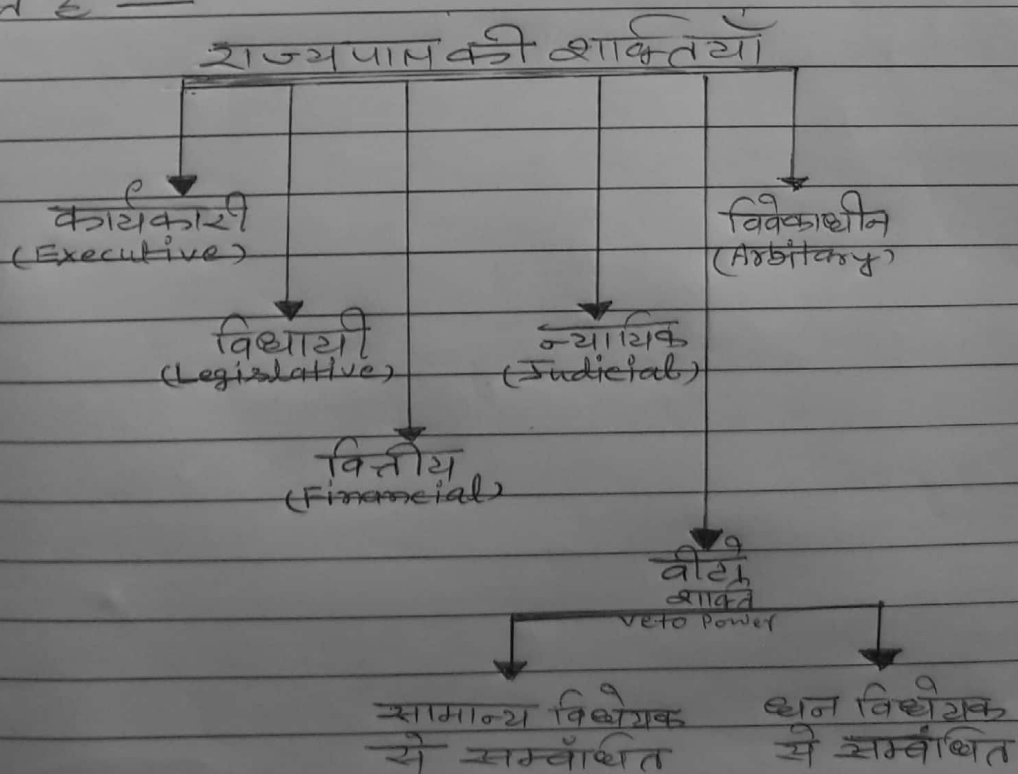 राज्यपाल की शक्तियाँ
कार्यकारी
(Executive)
विवेकाधीन
(Arbitary)
विधायी
(Legislative)
न्यायिक
(Judicial)
वित्तीय
(Financial)
वीटो
शक्ति
Veto Power
सामान्य विधेयक
से सम्बंधित
धन विधेयक
से सम्बंधित